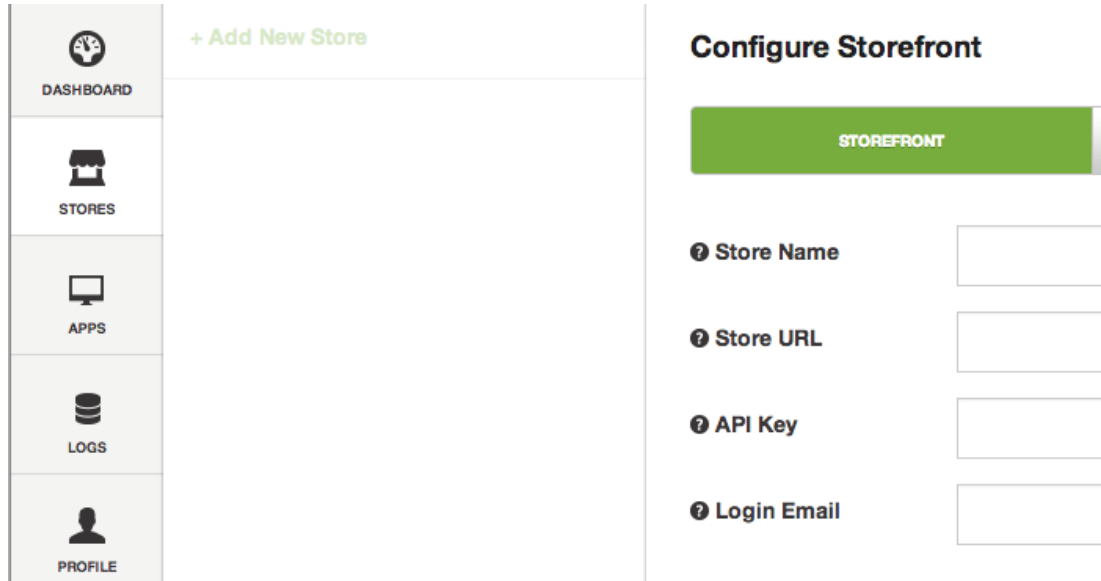 DASHBOARD
STORES
APPS
LOGS
PROFILE
+ Add New Store
Configure Storefront
STOREFRONT
Store Name
Store URL
API Key
Login Email